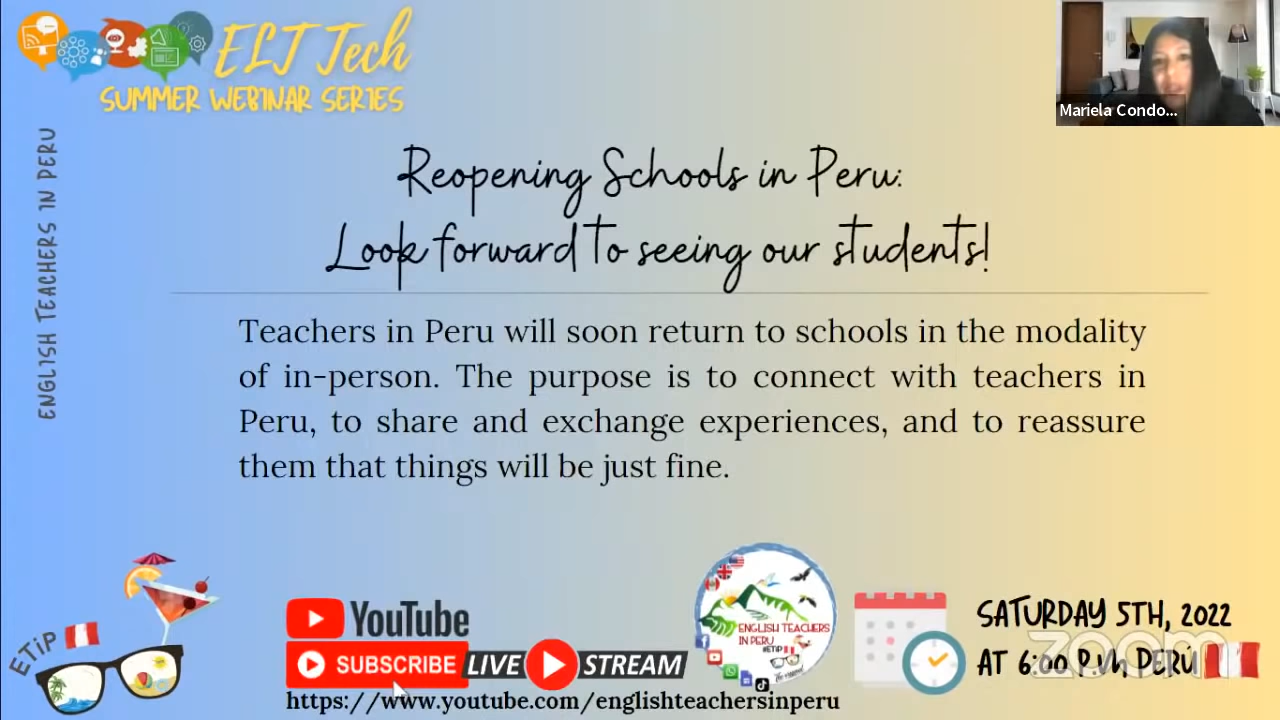 ELT Tech
SUMMER WEBINAR SERIES
Mariela Condo...
ENGLISH TEACHERS IN PERU
Reopening Schools in Peru:
Look forward to seeing our students!
Teachers in Peru will soon return to schools in the modality
of in-person. The purpose is to connect with teachers in
Peru, to share and exchange experiences, and to reassure
them that things will be just fine.
ETiP
YouTube
SUBSCRIBE LIVE STREAM
https://www.youtube.com/englishteachersinperu
ENGLISH TEACHERS
IN PERU
#ETiP
SATURDAY 5TH, 2022
AT 6:00 P.M. PERÚ
zoom